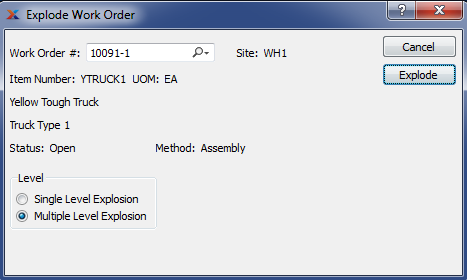 Explode Work Order
Work Order #: 10091-1 Site: WH1 Cancel
Item Number: YTRUCK1 UOM: EA Explode
Yellow Tough Truck
Truck Type 1
Status: Open Method: Assembly
Level
Single Level Explosion
Multiple Level Explosion